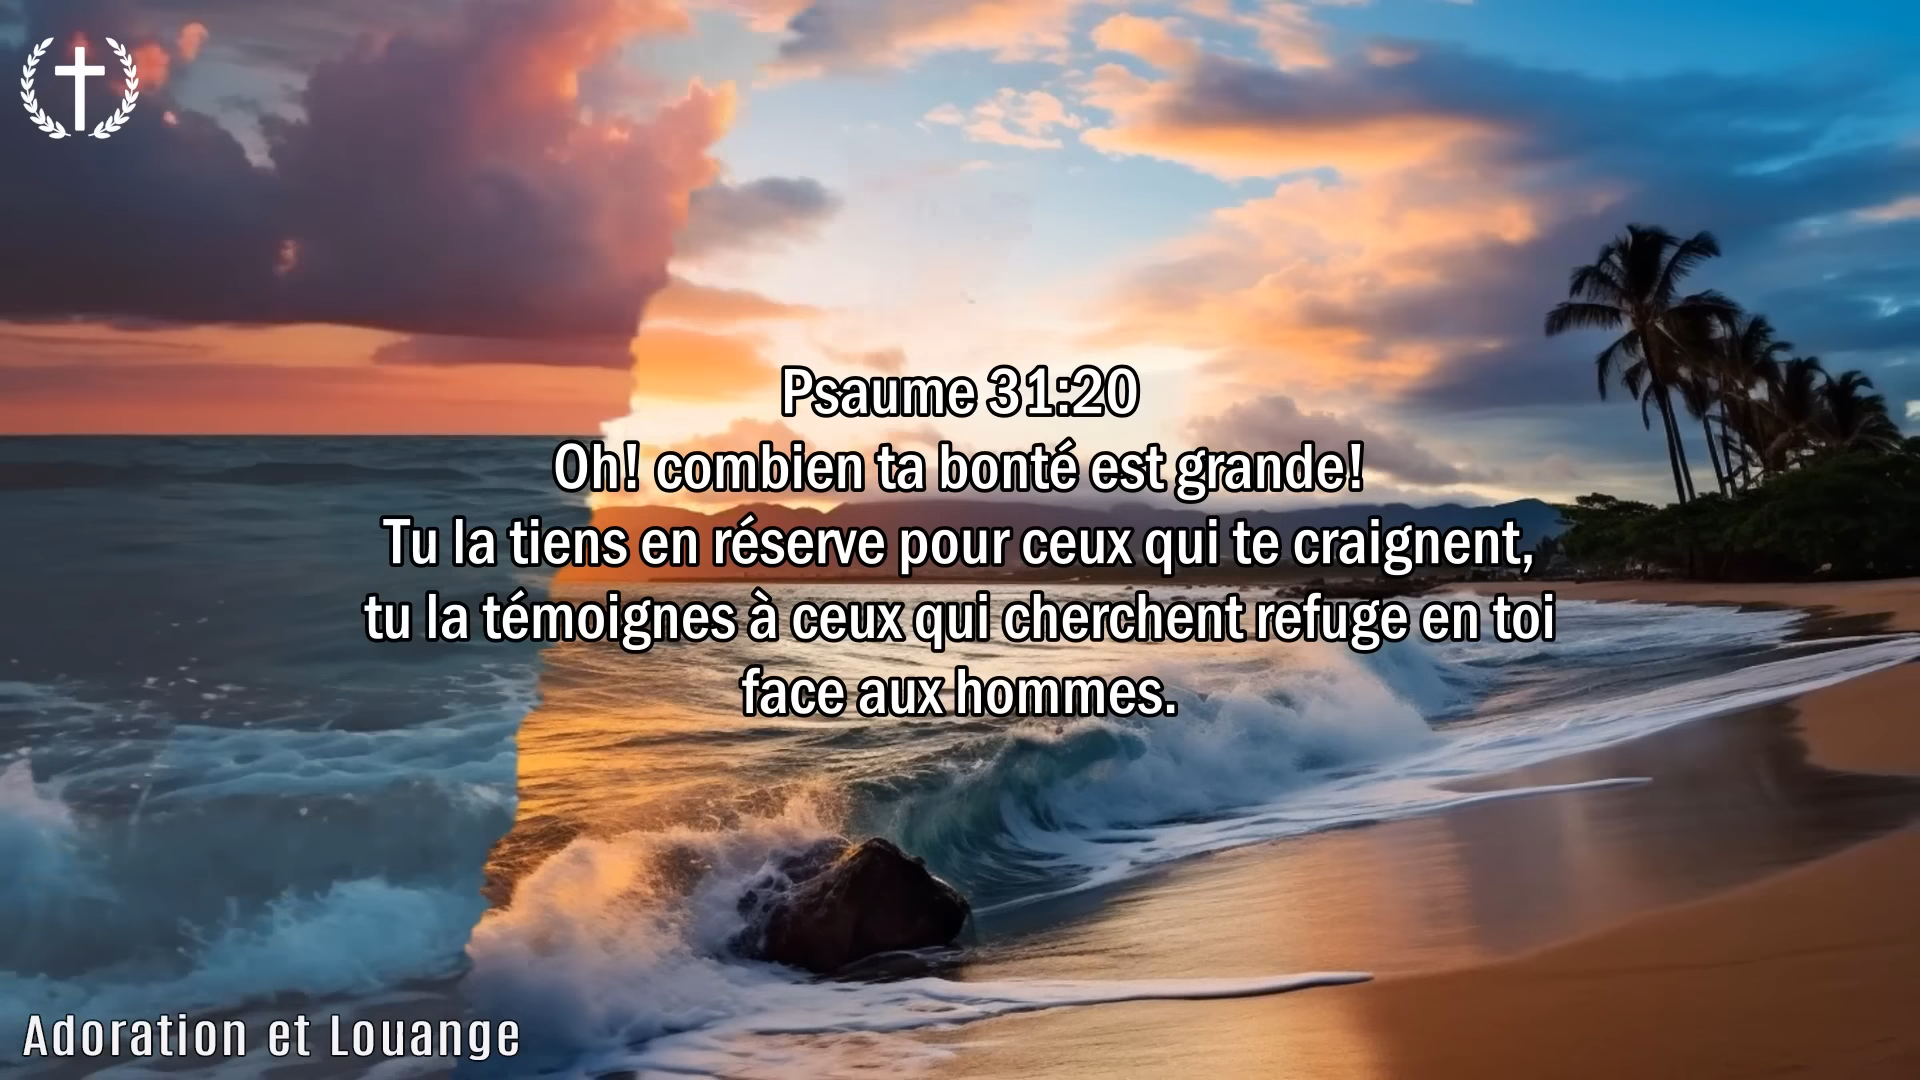 Psaume 31:20
Oh! combien ta bonté est grande!
Tu la tiens en réserve pour ceux qui te craignent,
tu la témoignes à ceux qui cherchent refuge en toi
face aux hommes.
Adoration et Louange